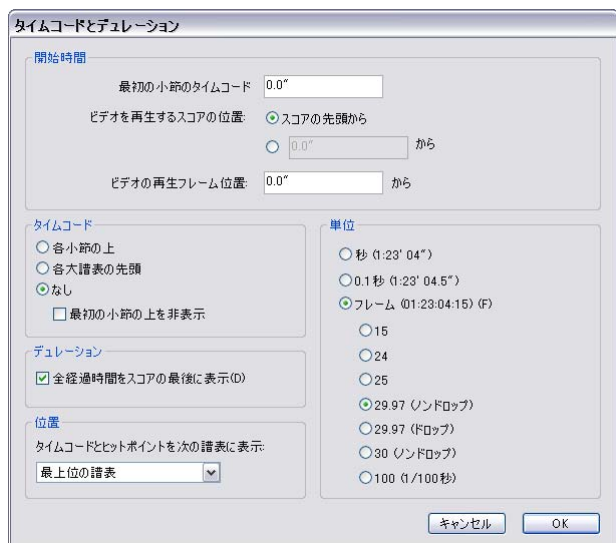 タイムコードとデュレーション
開始時間
最初の小節のタイムコード 0.0"
ビデオを再生するスコアの位置: スコアの先頭から
0.0" から
ビデオの再生フレーム位置: 0.0" から
タイムコード
各小節の上
各大譜表の先頭
なし
最初の小節の上を非表示
デュレーション
全経過時間をスコアの最後に表示(D)
位置
タイムコードとヒットポイントを次の譜表に表示:
最上位の譜表
単位
秒 (1:23' 04")
0.1秒 (1:23' 04.5")
フレーム (01:23:04:15) (F)
15
24
25
29.97 (ノンドロップ)
29.97 (ドロップ)
30 (ノンドロップ)
100 (1/100秒)
キャンセル OK